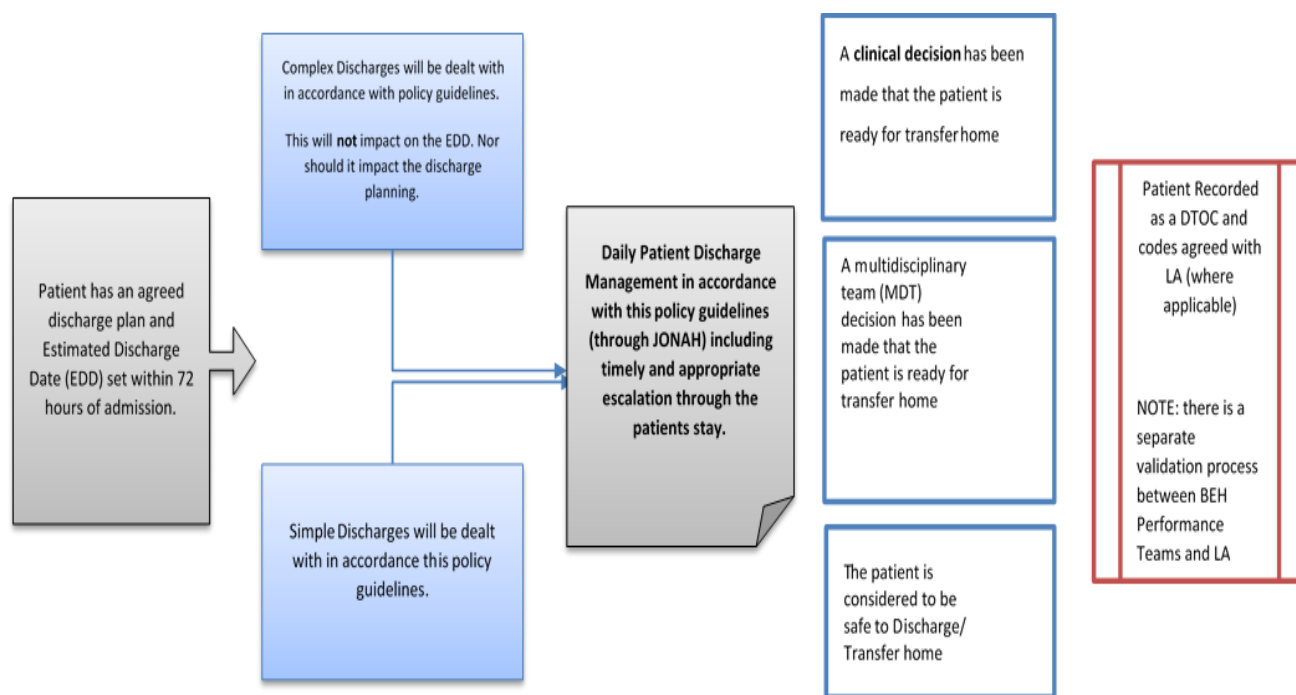 Patient has an agreed
discharge plan and
Estimated Discharge
Date (EDD) set within 72
hours of admission.
Complex Discharges will be dealt with
in accordance with policy guidelines.
This will not impact on the EDD. Nor
should it impact the discharge
planning.
Simple Discharges will be dealt
with in accordance this policy
guidelines.
Daily Patient Discharge
Management in accordance
with this policy guidelines
(through JONAH) including
timely and appropriate
escalation through the
patients stay.
A clinical decision has been
made that the patient is
ready for transfer home
A multidisciplinary
team (MDT)
decision has been
made that the
patient is ready for
transfer home
The patient is
considered to be
safe to Discharge/
Transfer home
Patient Recorded
as a DTOC and
codes agreed with
LA (where
applicable)
NOTE: there is a
separate
validation process
between BEH
Performance
Teams and LA